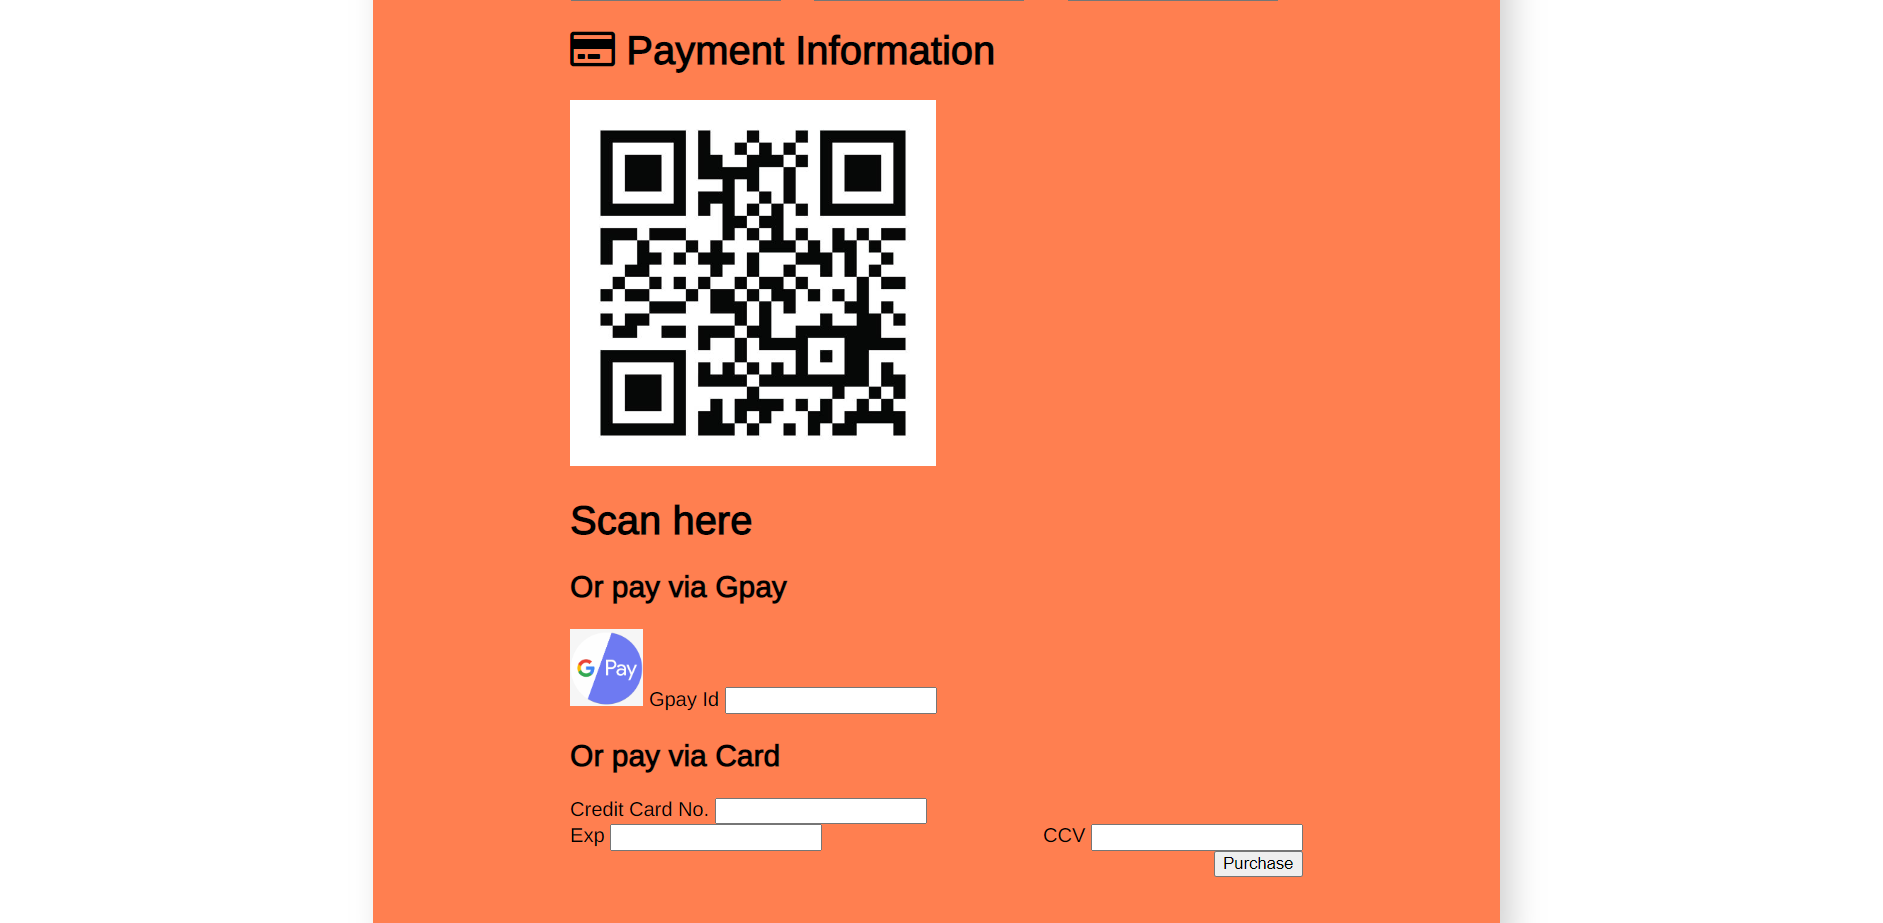 Payment Information
Scan here
Or pay via Gpay
G Pay
Gpay Id
Or pay via Card
Credit Card No.
Exp CCV
Purchase